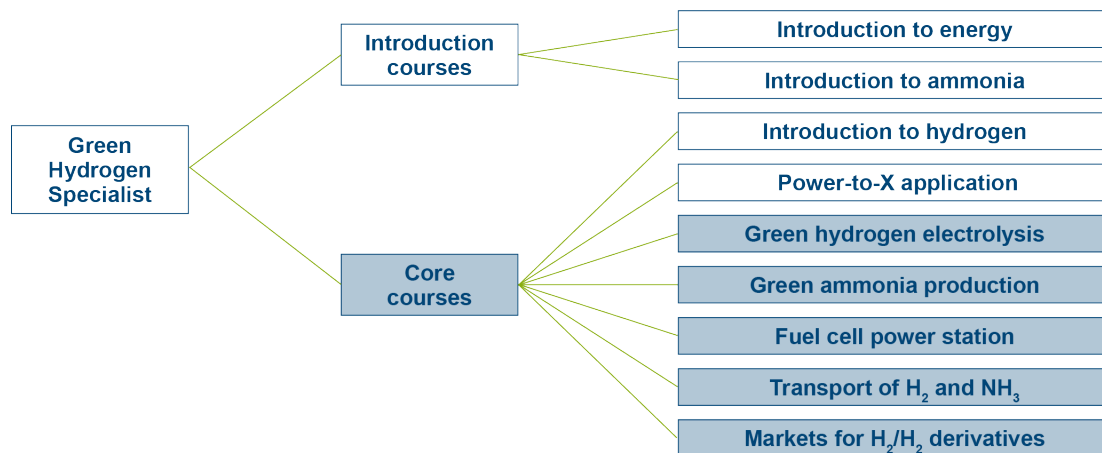 Green
Hydrogen
Specialist
Introduction
courses
Core
courses
Introduction to energy
Introduction to ammonia
Introduction to hydrogen
Power-to-X application
Green hydrogen electrolysis
Green ammonia production
Fuel cell power station
Transport of H₂ and NH₃
Markets for H₂/H₂ derivatives